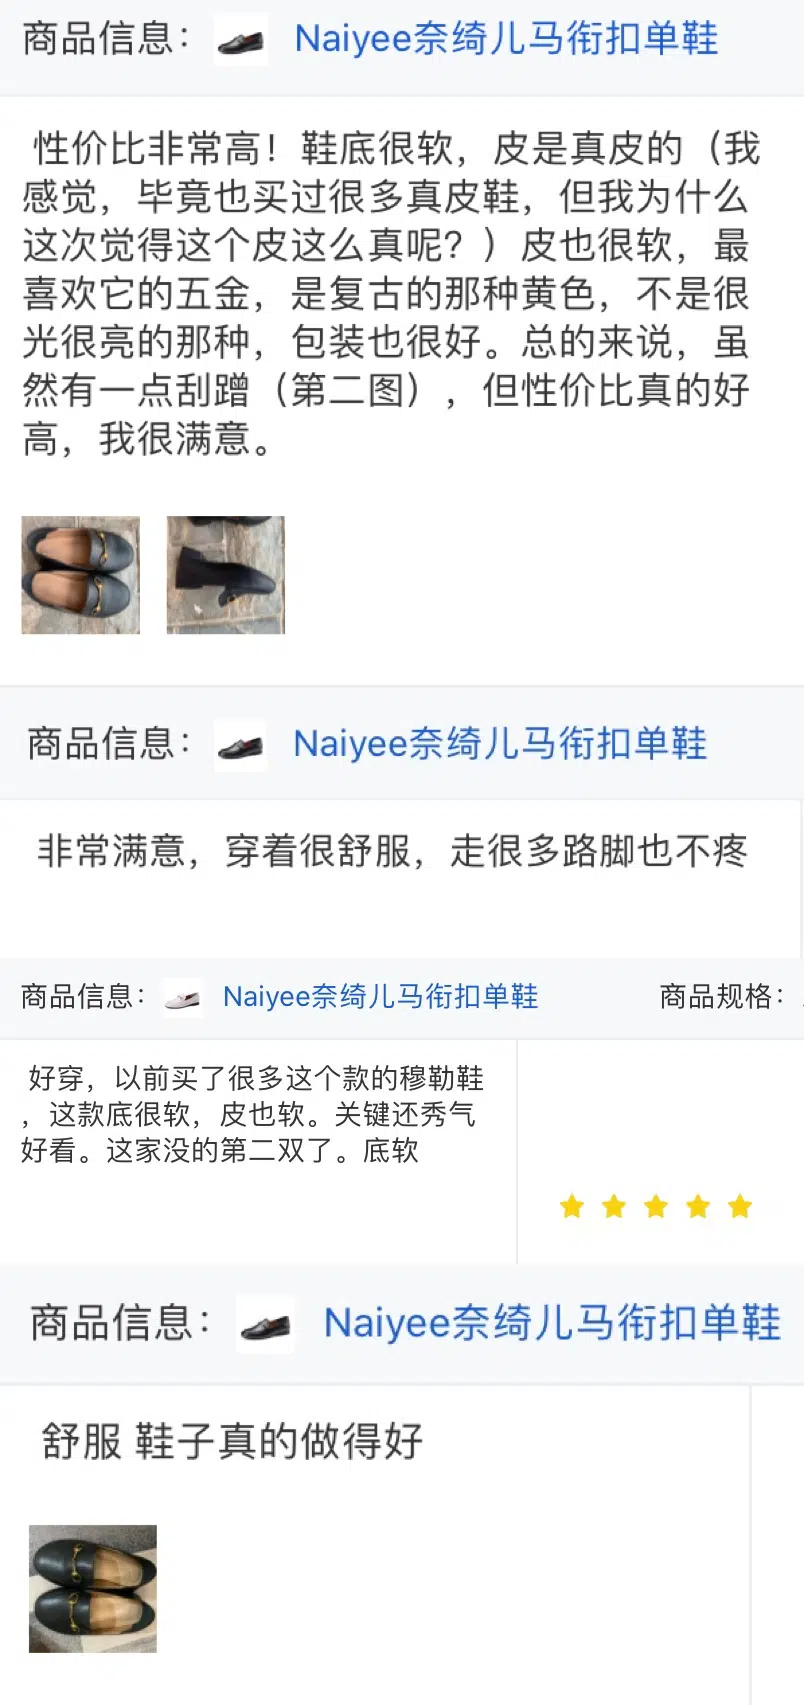 商品信息： Naiyee奈绮儿马衔扣单鞋
性价比非常高！鞋底很软，皮是真皮的（我
感觉，毕竟也买过很多真皮鞋，但我为什么
这次觉得这个皮这么真呢？）皮也很软，最
喜欢它的五金，是复古的那种黄色，不是很
光很亮的那种，包装也很好。总的来说，虽
然有一点刮蹭（第二图），但性价比真的好
高，我很满意。
商品信息： Naiyee奈绮儿马衔扣单鞋
非常满意，穿着很舒服，走很多路脚也不疼
商品信息： Naiyee奈绮儿马衔扣单鞋 商品规格：
好穿，以前买了很多这个款的穆勒鞋
，这款底很软，皮也软。关键还秀气
好看。这家没的第二双了。底软
商品信息： Naiyee奈绮儿马衔扣单鞋
舒服 鞋子真的做得好